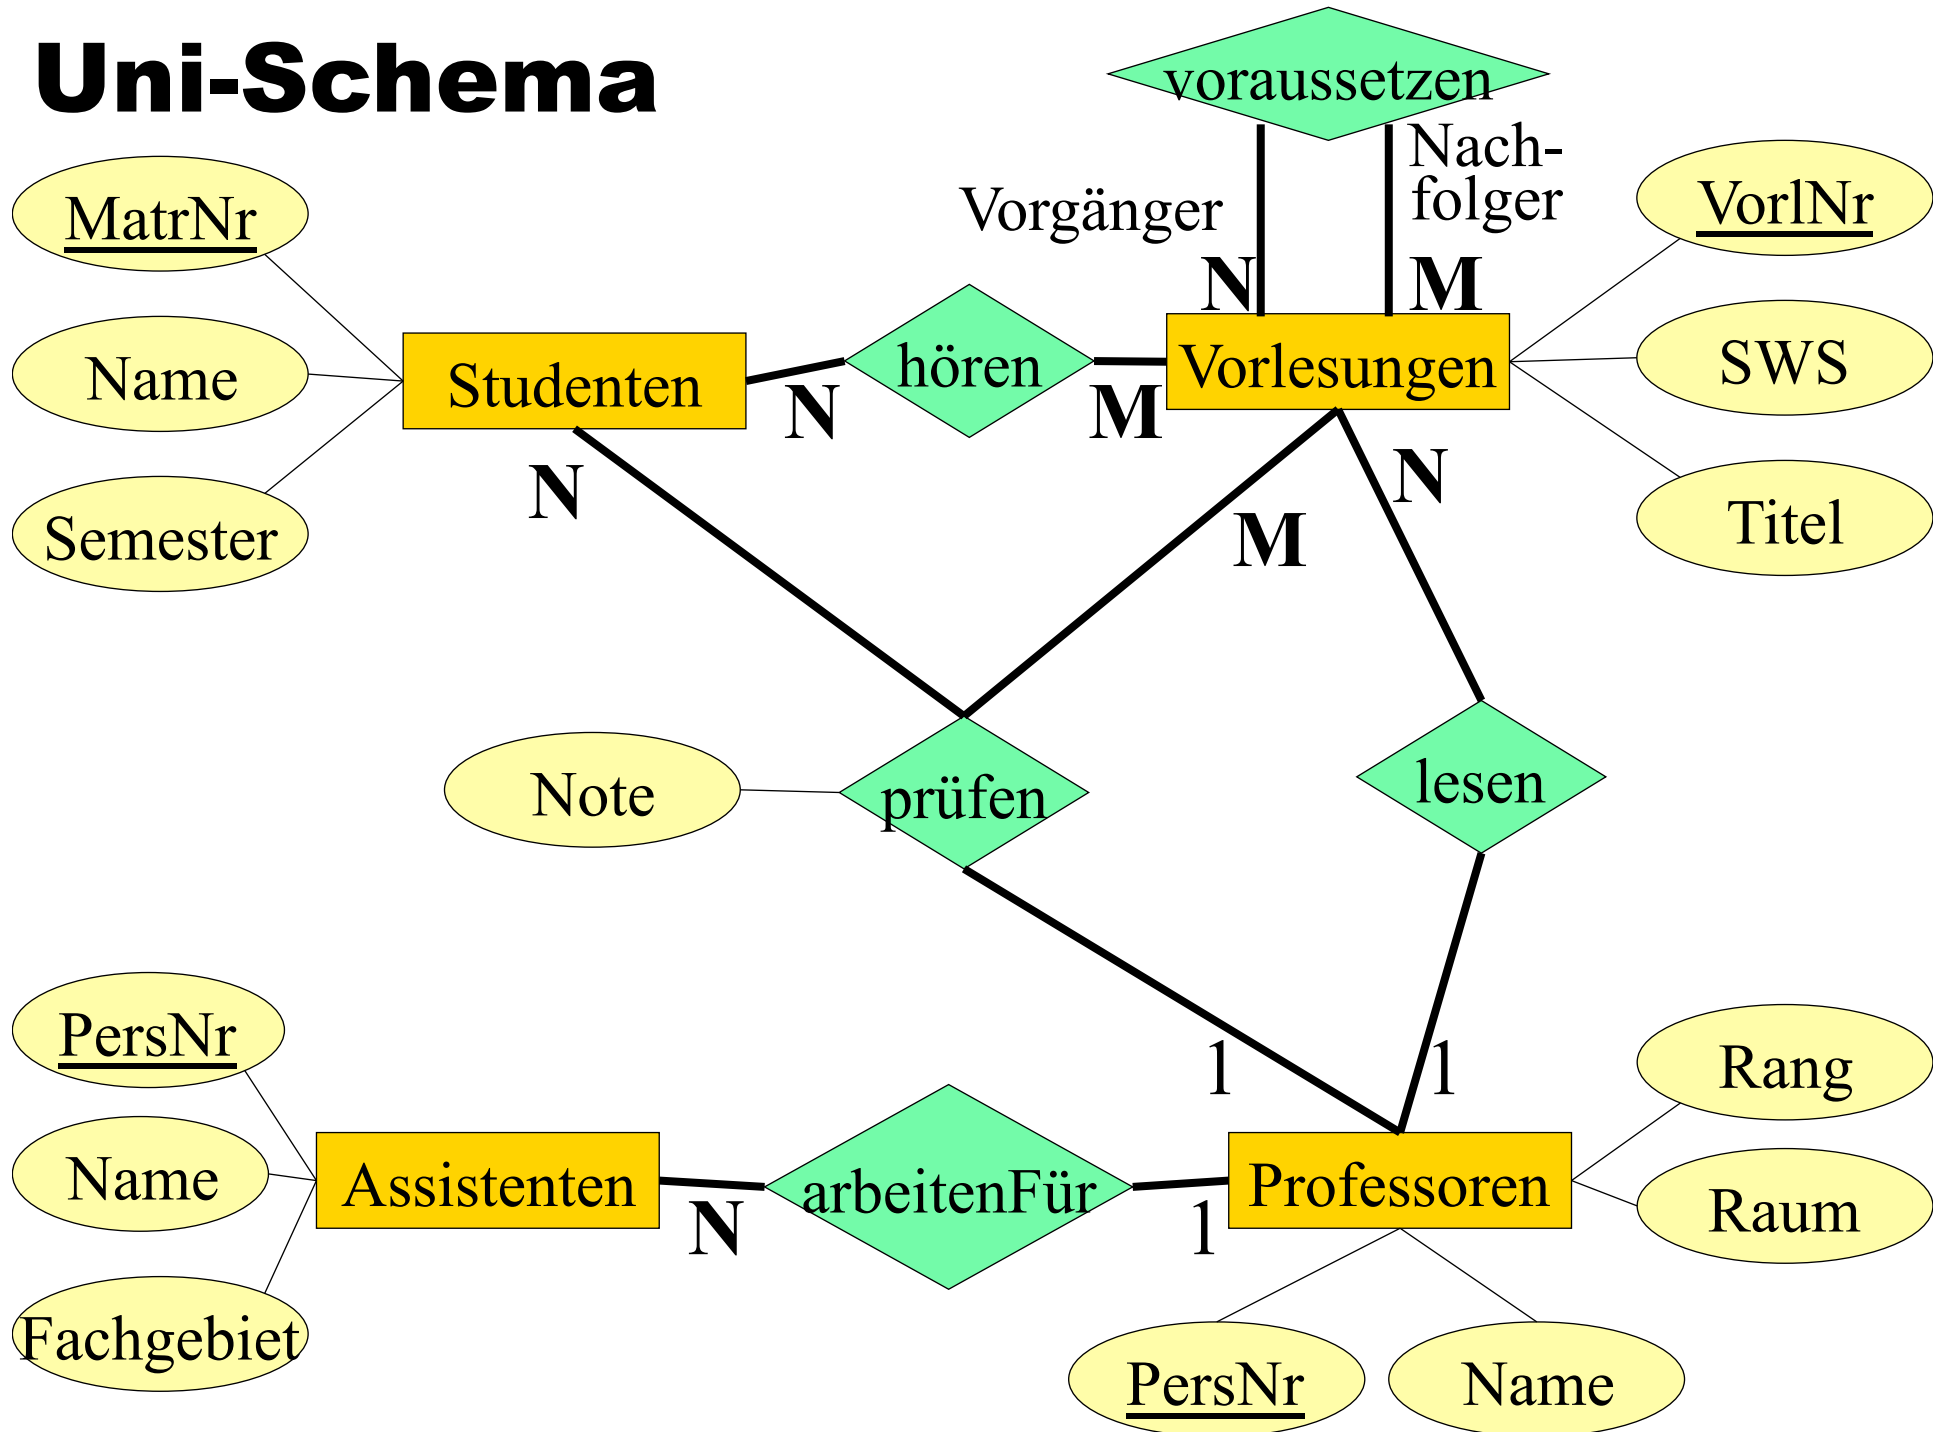 Uni-Schema
voraussetzen
Nach-
folger
Vorgänger
N
M
MatrNr
Name
Semester
Studenten
N
hören
M
Vorlesungen
VorlNr
SWS
Titel
N
M
N
Note
prüfen
lesen
1
1
PersNr
Name
Fachgebiet
Assistenten
N
arbeitenFür
1
Professoren
Rang
Raum
PersNr
Name